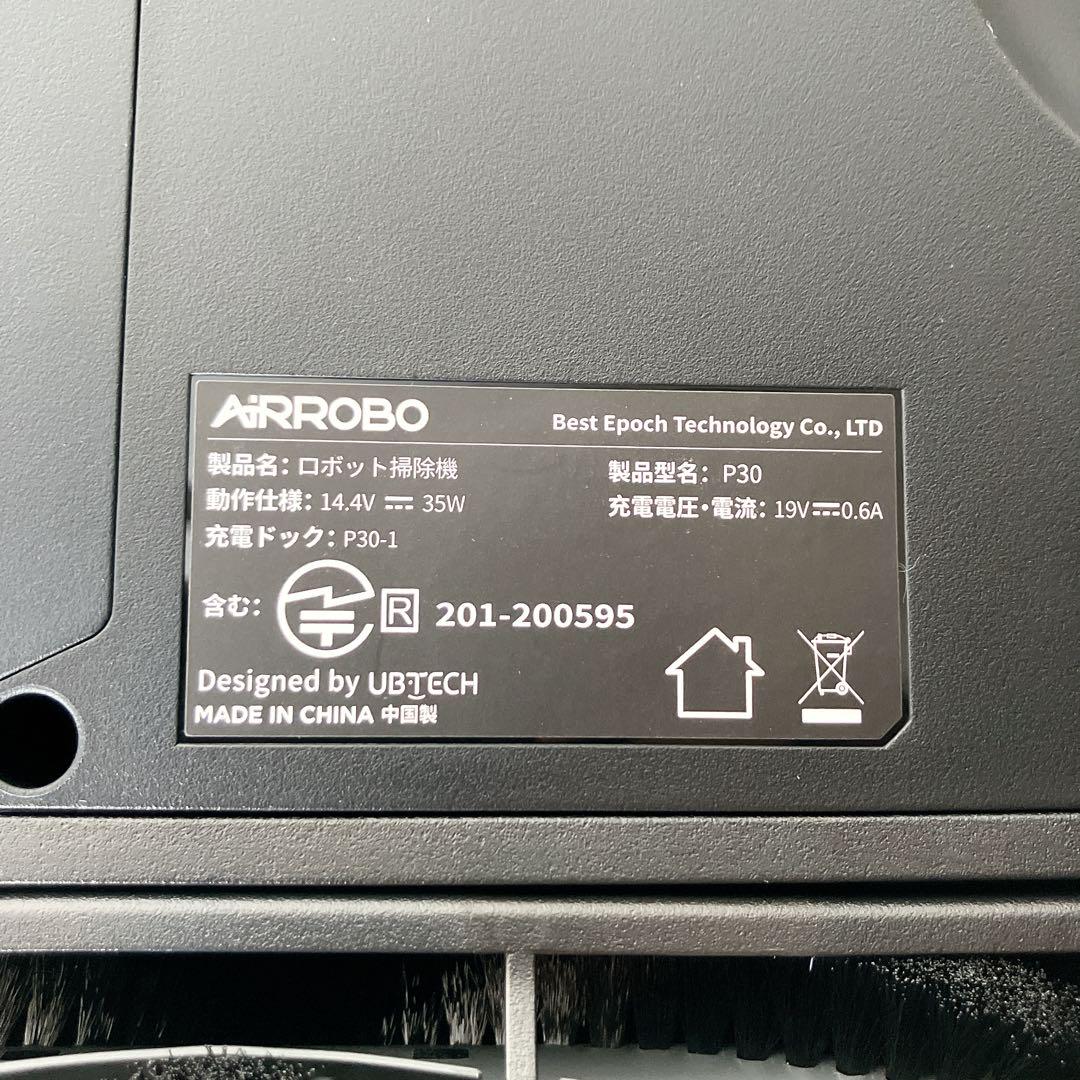 AiRROBO
Best Epoch Technology Co., LTD
製品名：ロボット掃除機
製品型名：P30
動作仕様：14.4V ⎓ 35W
充電電圧・電流：19V⎓0.6A
充電ドック：P30-1
含む：R 201-200595
Designed by UBTECH
MADE IN CHINA 中国製